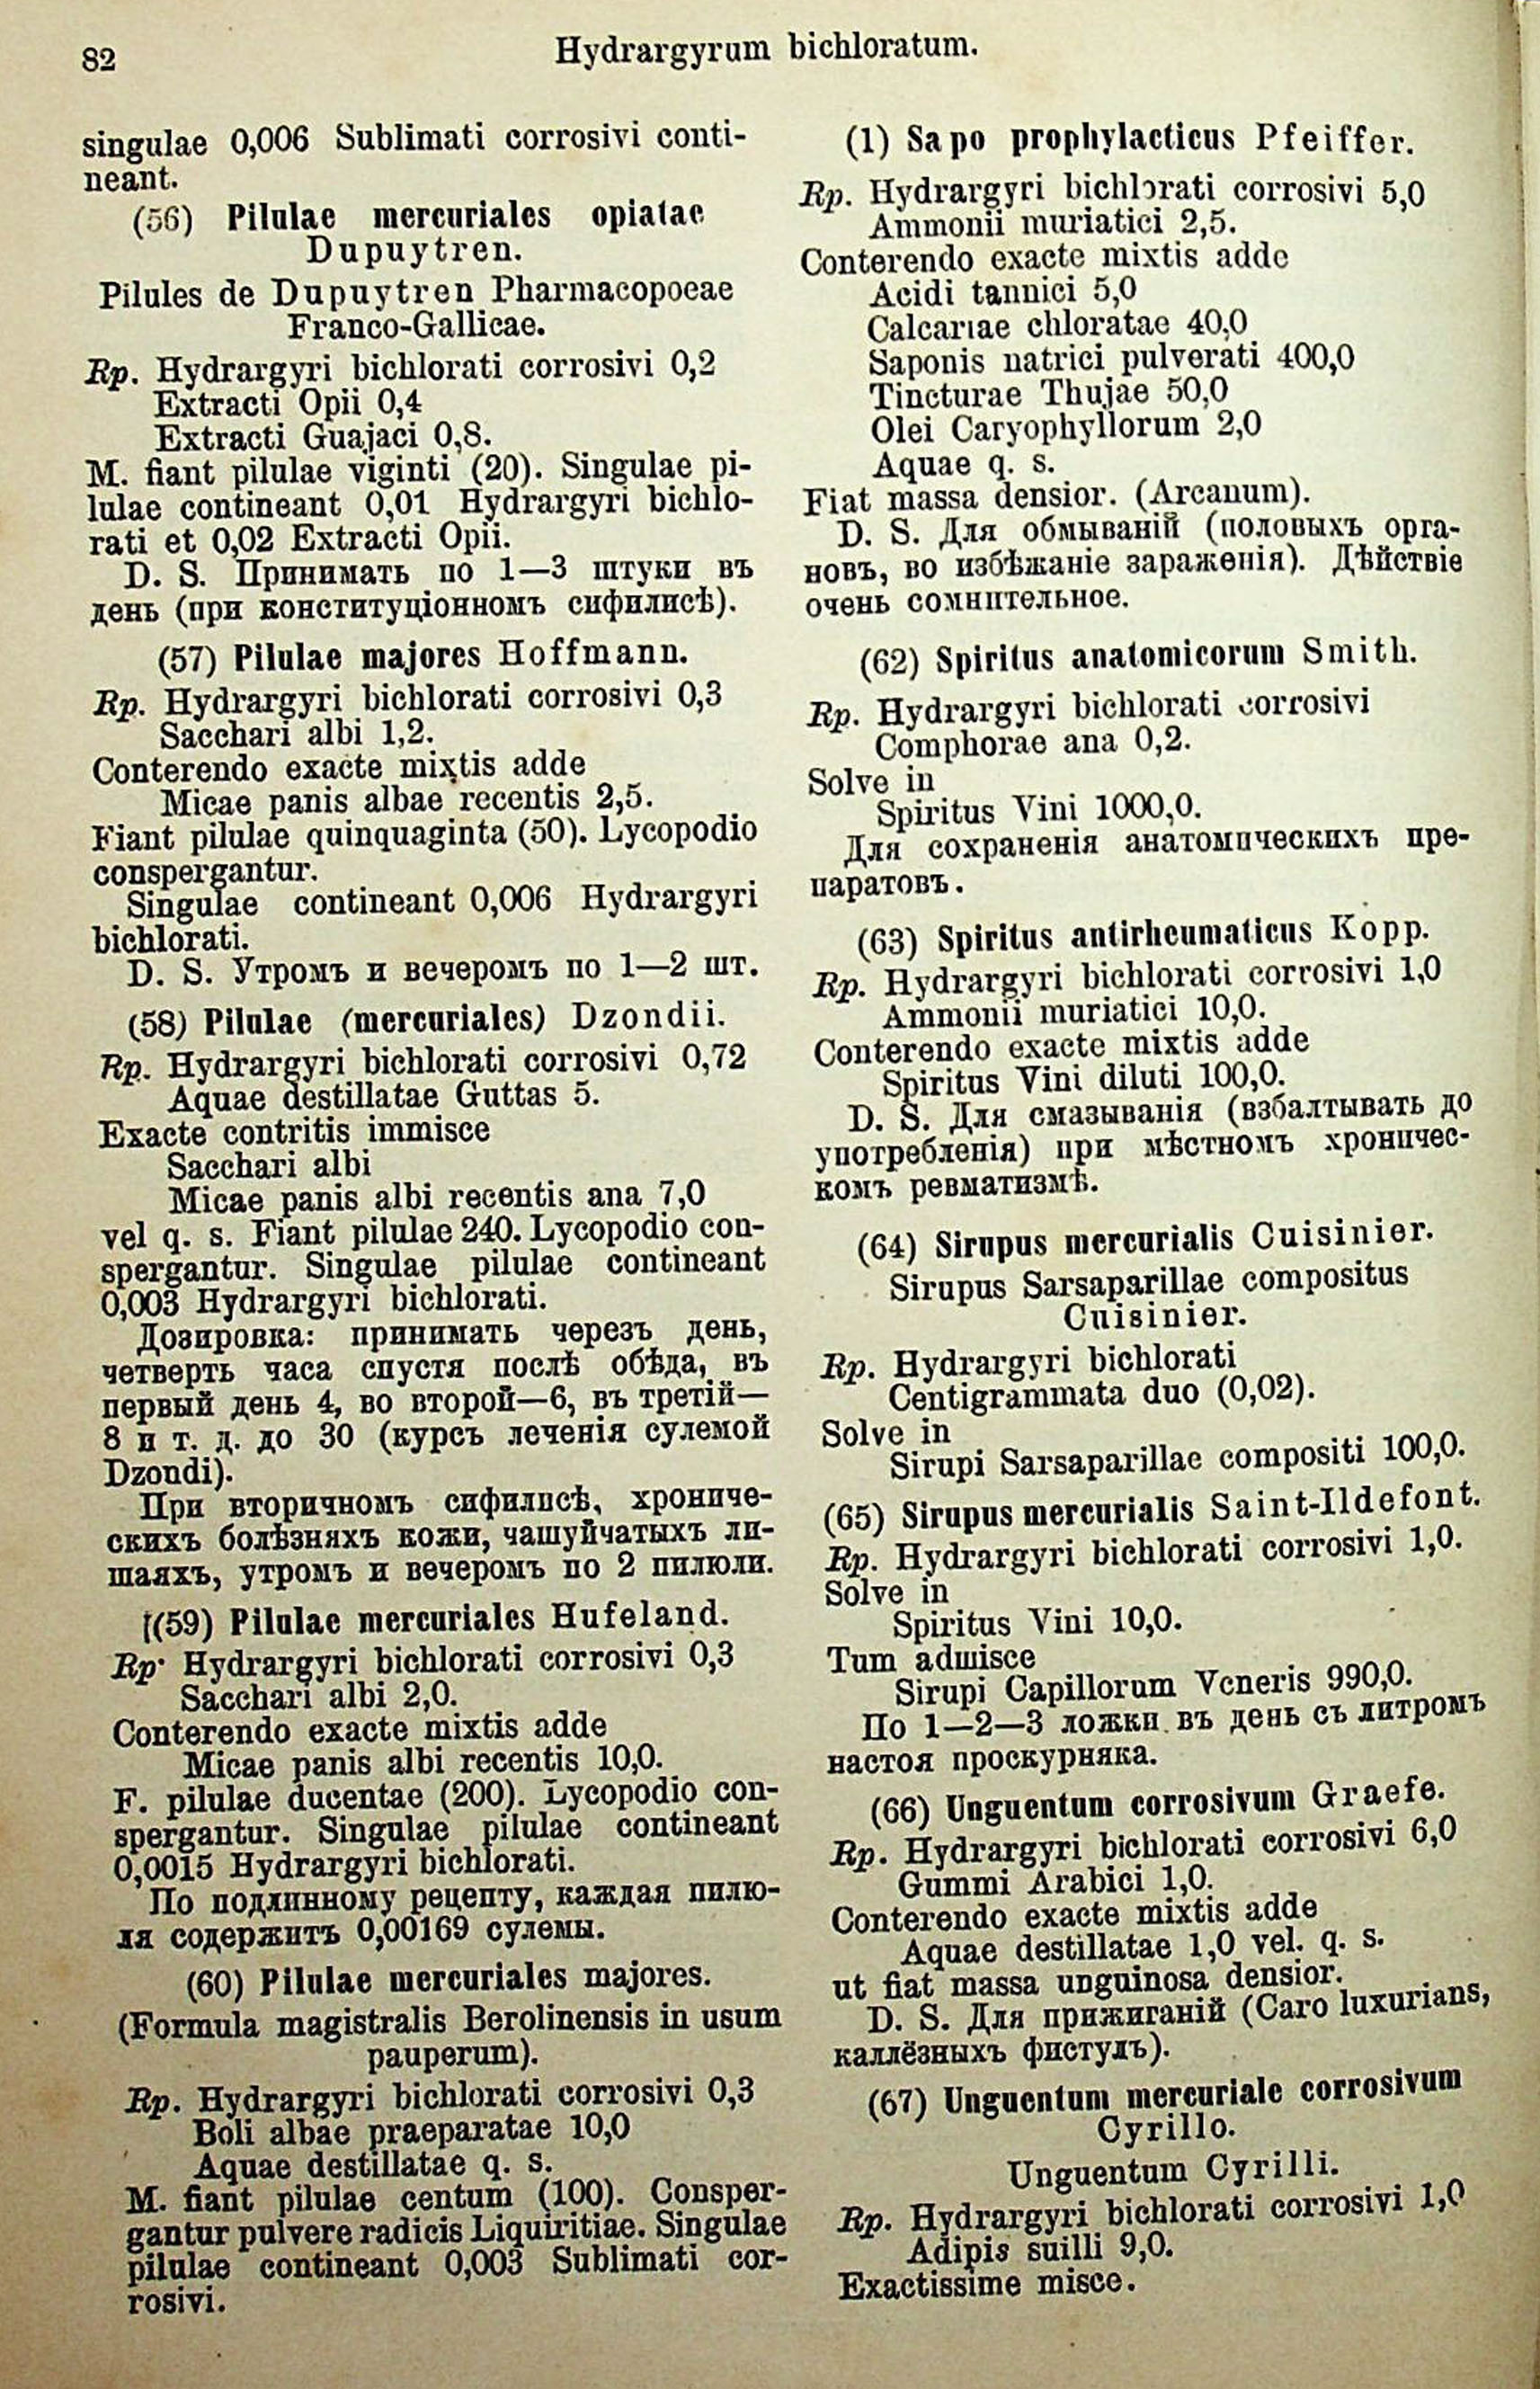 82
Hydrargyrum bichloratum.
singulae 0,006 Sublimati corrosivi conti-
neant.
(56) Pilulae mercuriales opiatae
Dupuytren.
Pilules de Dupuytren Pharmacopoeae
Franco-Gallicae.
Rp. Hydrargyri bichlorati corrosivi 0,2
Extracti Opii 0,4
Extracti Guajaci 0,8.
M. fiant pilulae viginti (20). Singulae pi-
lulae contineant 0,01 Hydrargyri bichlo-
rati et 0,02 Extracti Opii.
D. S. Принимать по 1—3 штуки въ
день (при конституціонномъ сифилисѣ).
(57) Pilulae majores Hoffmann.
Rp. Hydrargyri bichlorati corrosivi 0,3
Sacchari albi 1,2.
Conterendo exacte mixtis adde
Micae panis albae recentis 2,5.
Fiant pilulae quinquaginta (50). Lycopodio
conspergantur.
Singulae contineant 0,006 Hydrargyri
bichlorati.
D. S. Утромъ и вечеромъ по 1—2 шт.
(58) Pilulae (mercuriales) Dzondii.
Rp. Hydrargyri bichlorati corrosivi 0,72
Aquae destillatae Guttas 5.
Exacte contritis immisce
Sacchari albi
Micae panis albi recentis ana 7,0
vel q. s. Fiant pilulae 240. Lycopodio con-
spergantur. Singulae pilulae contineant
0,003 Hydrargyri bichlorati.
Дозировка: принимать черезъ день,
четверть часа спустя послѣ обѣда, въ
первый день 4, во второй—6, въ третій—
8 и т. д. до 30 (курсъ леченія сулемой
Dzondi).
При вторичномъ сифилисѣ, хрониче-
скихъ болѣзняхъ кожи, чашуйчатыхъ ли-
шаяхъ, утромъ и вечеромъ по 2 пилюли.
[(59) Pilulae mercuriales Hufeland.
Rp. Hydrargyri bichlorati corrosivi 0,3
Sacchari albi 2,0.
Conterendo exacte mixtis adde
Micae panis albi recentis 10,0.
F. pilulae ducentae (200). Lycopodio con-
spergantur. Singulae pilulae contineant
0,0015 Hydrargyri bichlorati.
По подлинному рецепту, каждая пилю-
ля содержитъ 0,00169 сулемы.
(60) Pilulae mercuriales majores.
(Formula magistralis Berolinensis in usum
pauperum).
Rp. Hydrargyri bichlorati corrosivi 0,3
Boli albae praeparatae 10,0
Aquae destillatae q. s.
M. fiant pilulae centum (100). Consper-
gantur pulvere radicis Liquiritiae. Singulae
pilulae contineant 0,003 Sublimati cor-
rosivi.
(1) Sapo prophylacticus Pfeiffer.
Rp. Hydrargyri bichlorati corrosivi 5,0
Ammonii muriatici 2,5.
Conterendo exacte mixtis adde
Acidi tannici 5,0
Calcariae chloratae 40,0
Saponis natrici pulverati 400,0
Tincturae Thujae 50,0
Olei Caryophyllorum 2,0
Aquae q. s.
Fiat massa densior. (Arcanum).
D. S. Для обмываній (половыхъ орга-
новъ, во избѣжаніе зараженія). Дѣйствіе
очень сомнительное.
(62) Spiritus anatomicorum Smith.
Rp. Hydrargyri bichlorati corrosivi
Comphorae ana 0,2.
Solve in
Spiritus Vini 1000,0.
Для сохраненія анатомическихъ пре-
паратовъ.
(63) Spiritus antirheumaticus Kopp.
Rp. Hydrargyri bichlorati corrosivi 1,0
Ammonii muriatici 10,0.
Conterendo exacte mixtis adde
Spiritus Vini diluti 100,0.
D. S. Для смазыванія (взбалтывать до
употребленія) при мѣстномъ хроничес-
комъ ревматизмѣ.
(64) Sirupus mercurialis Cuisinier.
Sirupus Sarsaparillae compositus
Cuisinier.
Rp. Hydrargyri bichlorati
Centigrammata duo (0,02).
Solve in
Sirupi Sarsaparillae compositi 100,0.
(65) Sirupus mercurialis Saint-Ildefont.
Rp. Hydrargyri bichlorati corrosivi 1,0.
Solve in
Spiritus Vini 10,0.
Tum admisce
Sirupi Capillorum Veneris 990,0.
По 1—2—3 ложки въ день съ литромъ
настоя проскурняка.
(66) Unguentum corrosivum Graefe.
Rp. Hydrargyri bichlorati corrosivi 6,0
Gummi Arabici 1,0.
Conterendo exacte mixtis adde
Aquae destillatae 1,0 vel. q. s.
ut fiat massa unguinosa densior.
D. S. Для прижиганій (Caro luxurians,
каллёзныхъ фистулъ).
(67) Unguentum mercuriale corrosivum
Cyrillo.
Unguentum Cyrilli.
Rp. Hydrargyri bichlorati corrosivi 1,0
Adipis suilli 9,0.
Exactissime misce.